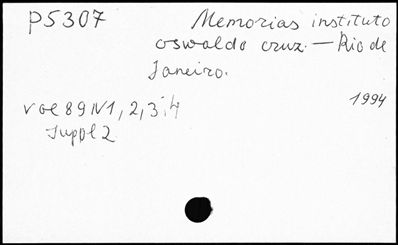 P5307 Memorias instituto
oswaldo cruz. — Rio de
Janeiro.
vol 89 N1, 2, 3, 4 1994
suppl 2